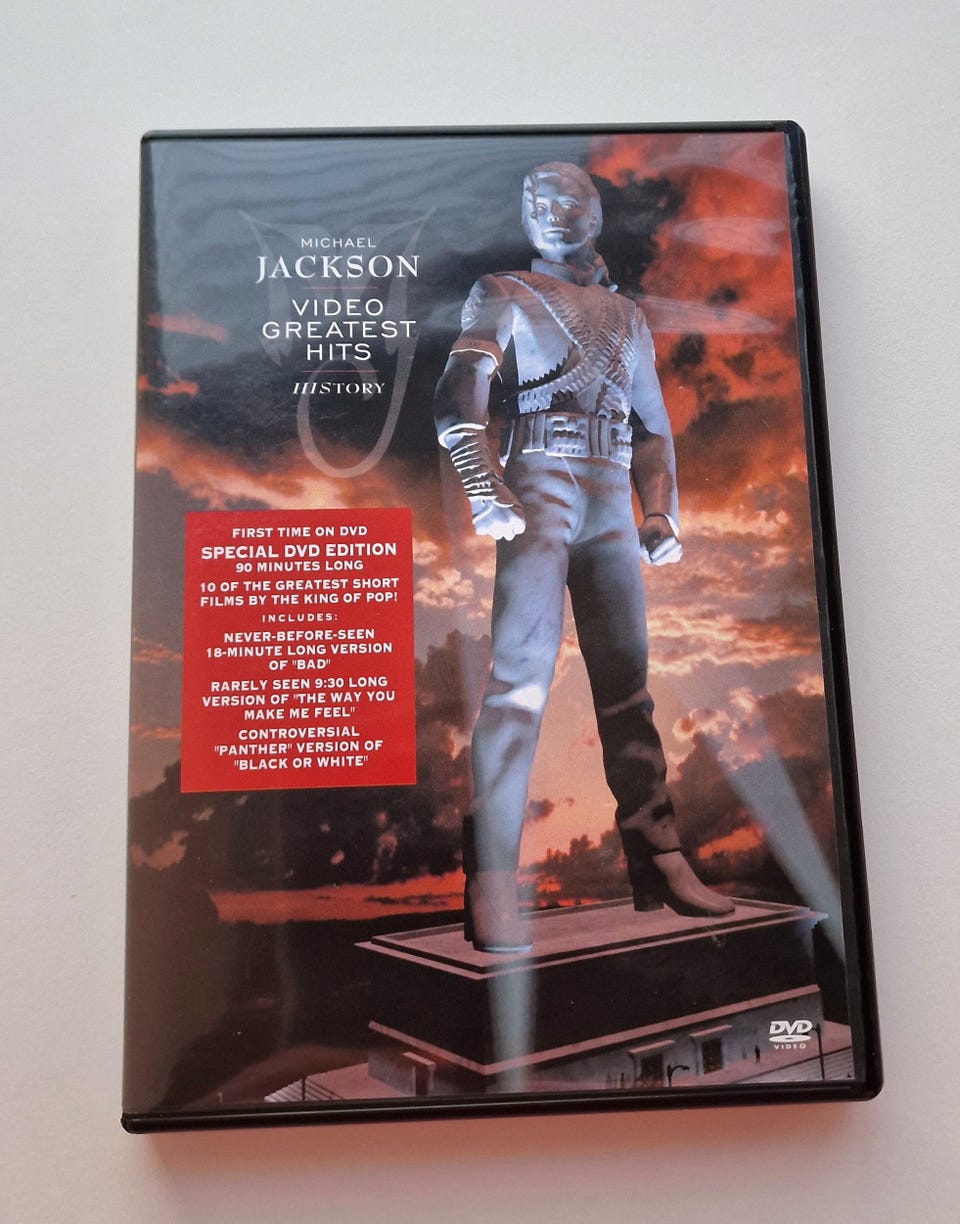 MICHAEL
JACKSON
VIDEO
GREATEST
HITS
HISTORY
FIRST TIME ON DVD
SPECIAL DVD EDITION
90 MINUTES LONG
10 OF THE GREATEST SHORT
FILMS BY THE KING OF POP!
INCLUDES:
NEVER-BEFORE-SEEN
18-MINUTE LONG VERSION
OF "BAD"
RARELY SEEN 9:30 LONG
VERSION OF "THE WAY YOU
MAKE ME FEEL"
CONTROVERSIAL
"PANTHER" VERSION OF
"BLACK OR WHITE"
DVD
VIDEO